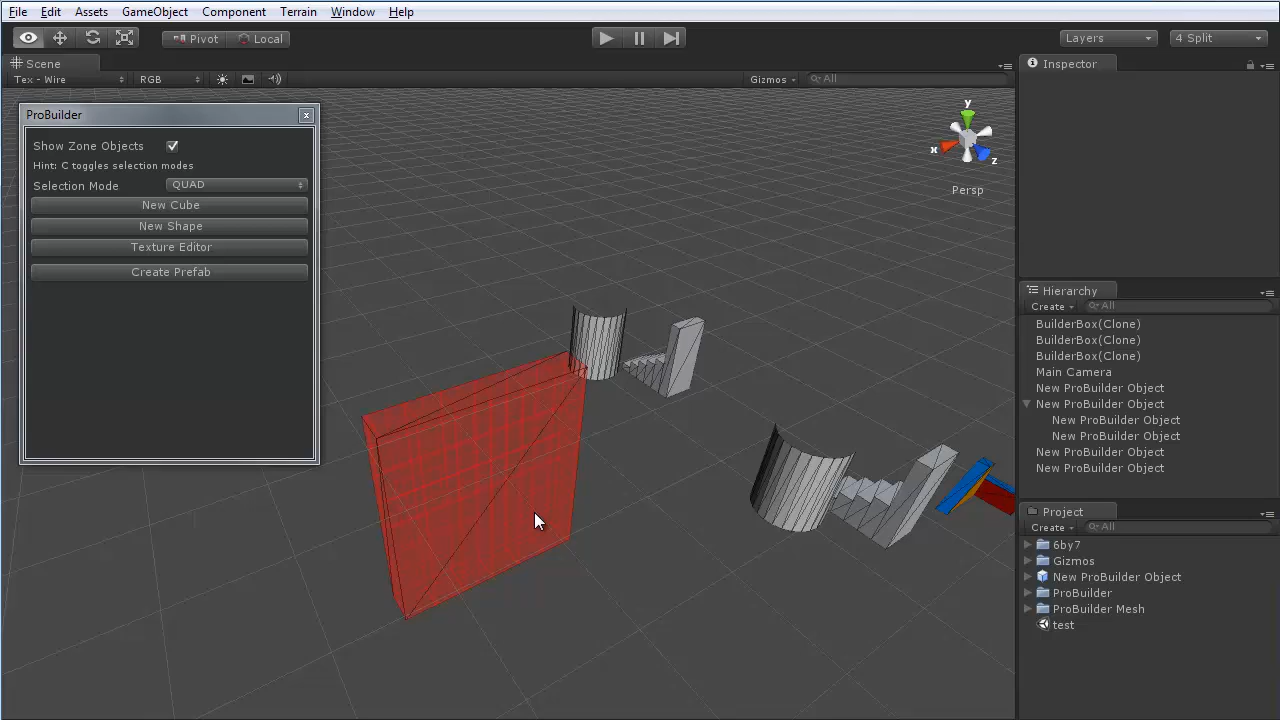 File Edit Assets GameObject Component Terrain Window Help
Pivot Local Layers 4 Split
Scene
Tex - Wire RGB Gizmos All
ProBuilder x
Show Zone Objects
Hint: C toggles selection modes
Selection Mode QUAD
New Cube
New Shape
Texture Editor
Create Prefab
y
x
z
Persp
Inspector
Hierarchy
Create All
BuilderBox(Clone)
BuilderBox(Clone)
BuilderBox(Clone)
Main Camera
New ProBuilder Object
New ProBuilder Object
New ProBuilder Object
New ProBuilder Object
New ProBuilder Object
New ProBuilder Object
Project
Create All
6by7
Gizmos
New ProBuilder Object
ProBuilder
ProBuilder Mesh
test